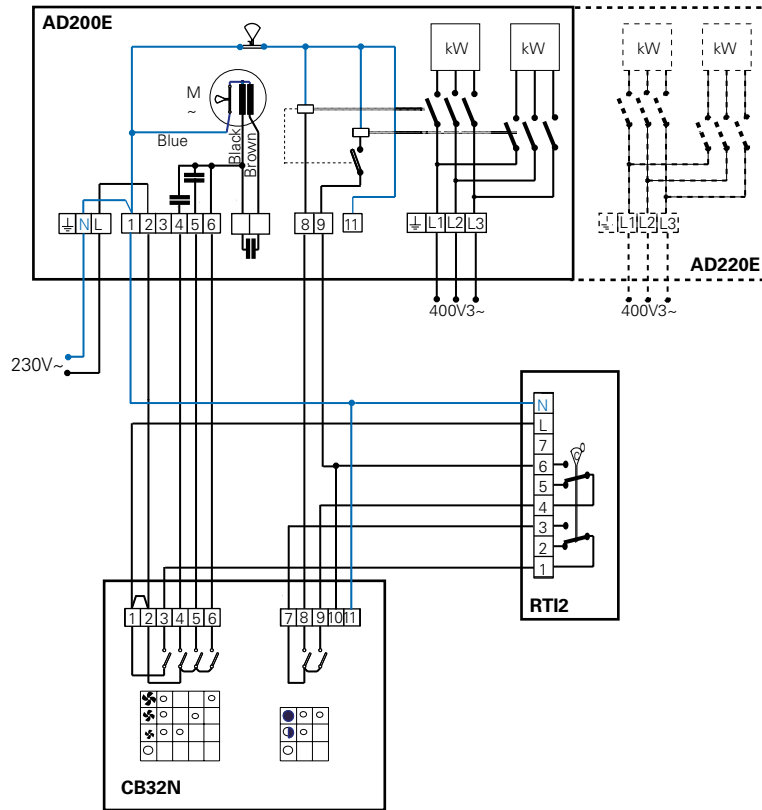 AD200E
kW kW kW kW
M
~
Blue
Black
Brown
N L 1 2 3 4 5 6 8 9 11 L1 L2 L3 L1 L2 L3
AD220E
400V3~ 400V3~
230V~
N
L
7
6
5
4
3
2
1
RTI2
1 2 3 4 5 6 7 8 9 10 11
CB32N